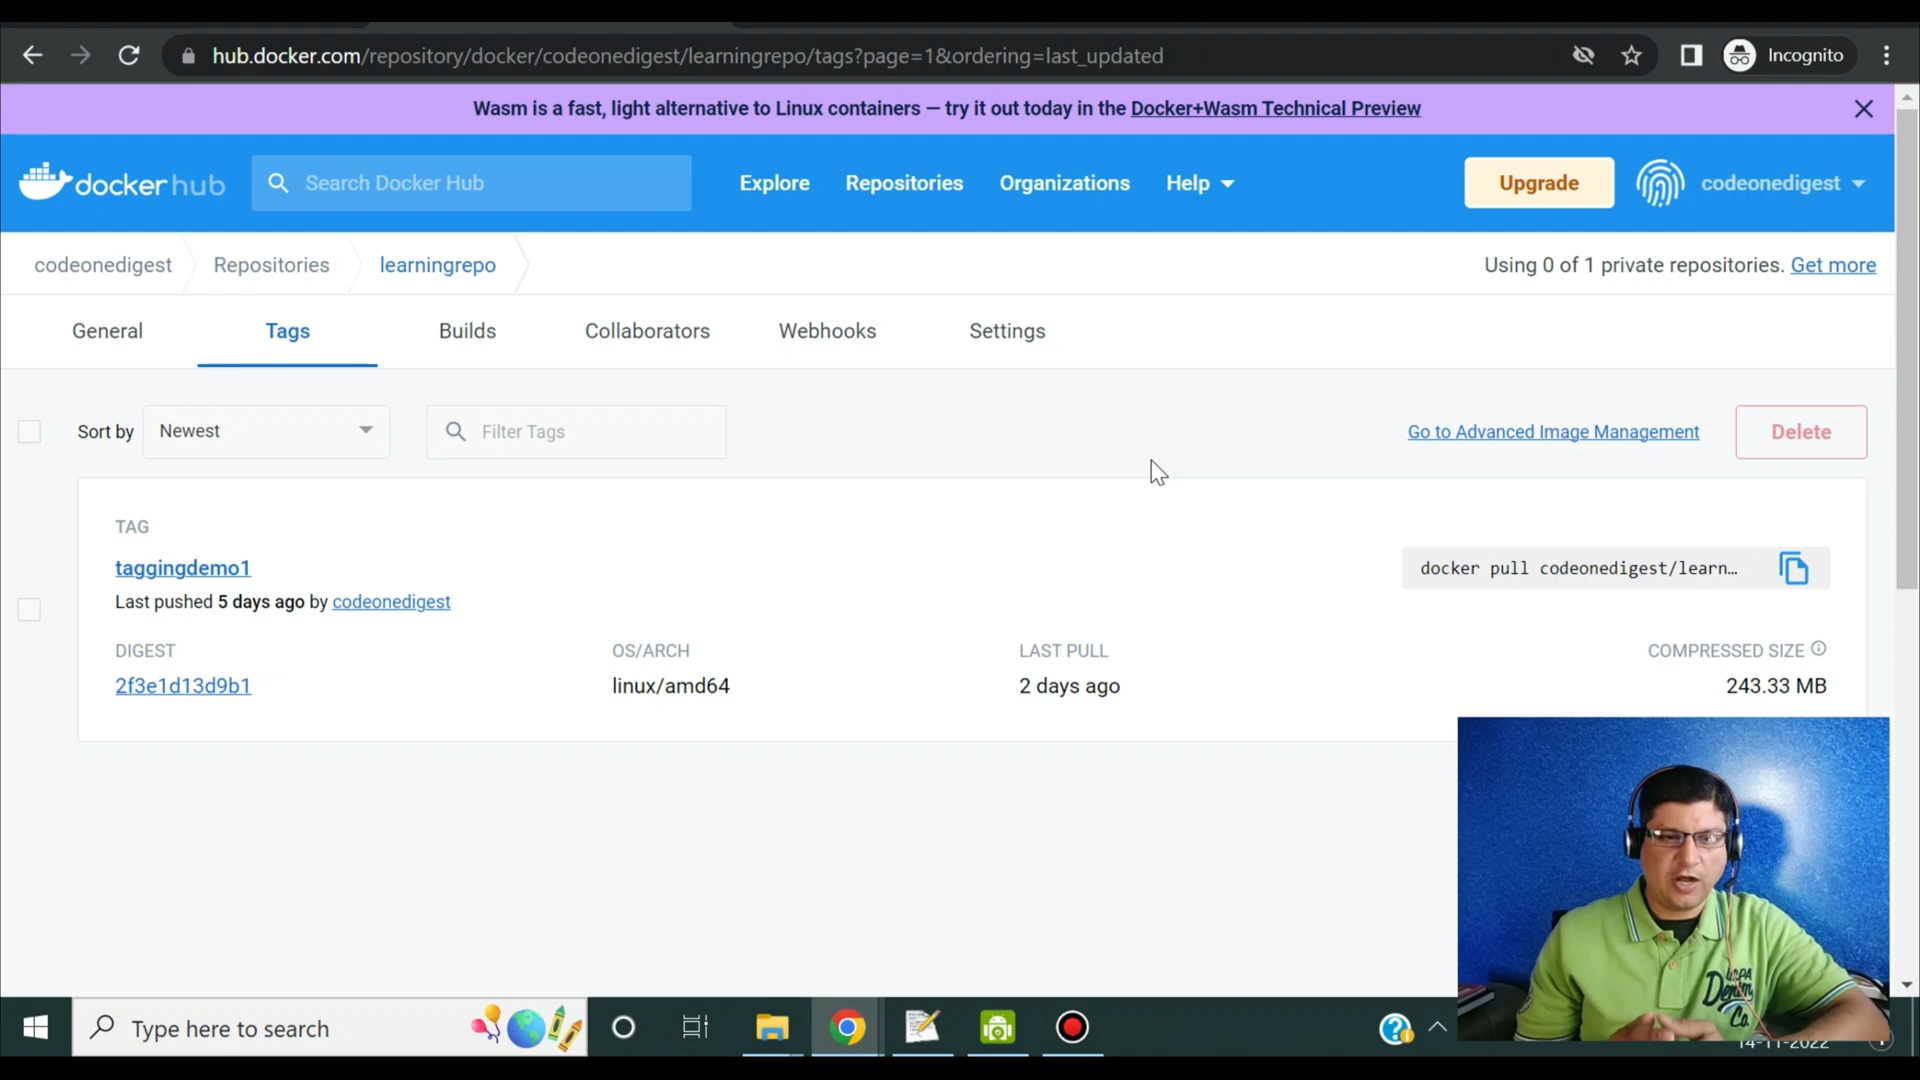 hub.docker.com/repository/docker/codeonedigest/learningrepo/tags?page=1&ordering=last_updated
Incognito
Wasm is a fast, light alternative to Linux containers — try it out today in the Docker+Wasm Technical Preview
docker hub
Search Docker Hub
Explore
Repositories
Organizations
Help
Upgrade
codeonedigest
codeonedigest
Repositories
learningrepo
Using 0 of 1 private repositories. Get more
General
Tags
Builds
Collaborators
Webhooks
Settings
Sort by
Newest
Filter Tags
Go to Advanced Image Management
Delete
TAG
taggingdemo1
docker pull codeonedigest/learn…
Last pushed 5 days ago by codeonedigest
DIGEST
OS/ARCH
LAST PULL
COMPRESSED SIZE
2f3e1d13d9b1
linux/amd64
2 days ago
243.33 MB
Denim
Co.
Type here to search
14-11-2022